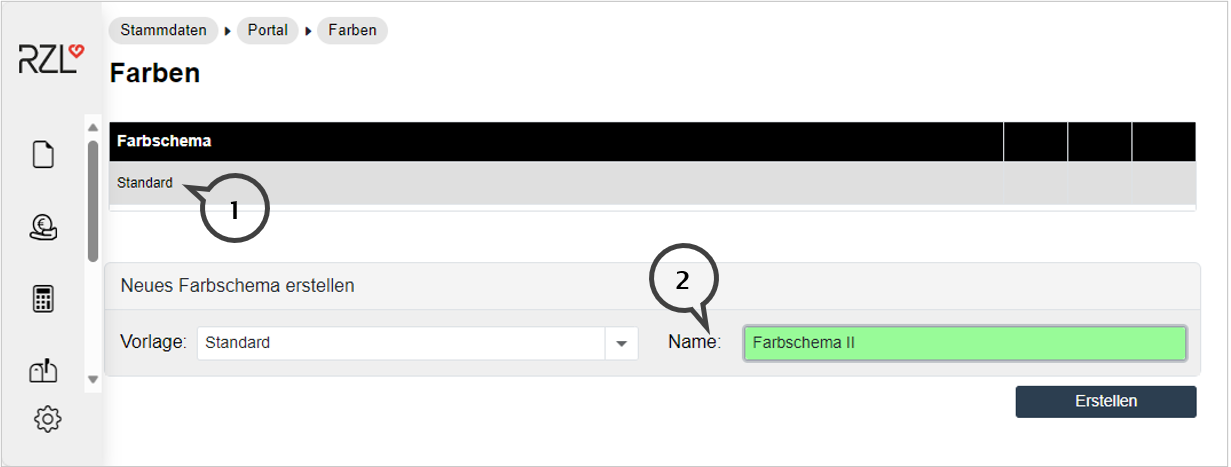 Stammdaten Portal Farben
RZL
Farben
Farbschema
Standard
1
Neues Farbschema erstellen
2
Vorlage: Standard Name: Farbschema II
Erstellen